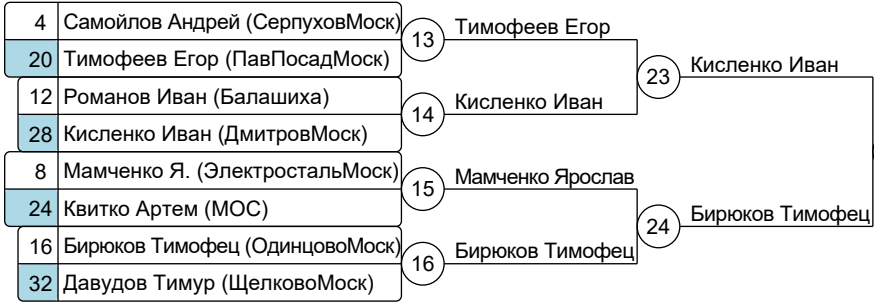 4 Самойлов Андрей (СерпуховМоск)
20 Тимофеев Егор (ПавПосадМоск)
13 Тимофеев Егор
12 Романов Иван (Балашиха)
28 Кисленко Иван (ДмитровМоск)
14 Кисленко Иван
23 Кисленко Иван
8 Мамченко Я. (ЭлектростальМоск)
24 Квитко Артем (МОС)
15 Мамченко Ярослав
16 Бирюков Тимофец (ОдинцовоМоск)
32 Давудов Тимур (ЩелковоМоск)
16 Бирюков Тимофец
24 Бирюков Тимофец